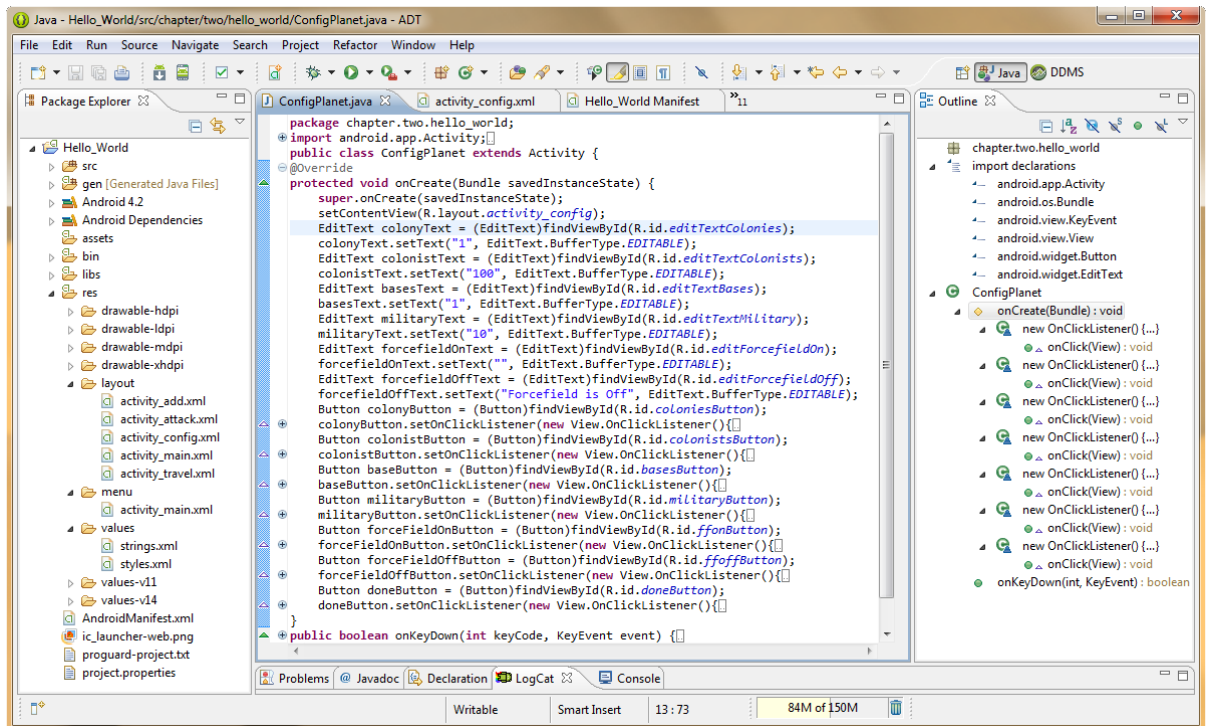 Java - Hello_World/src/chapter/two/hello_world/ConfigPlanet.java - ADT
File Edit Run Source Navigate Search Project Refactor Window Help
Java DDMS
Package Explorer
Hello_World
src
gen [Generated Java Files]
Android 4.2
Android Dependencies
assets
bin
libs
res
drawable-hdpi
drawable-ldpi
drawable-mdpi
drawable-xhdpi
layout
activity_add.xml
activity_attack.xml
activity_config.xml
activity_main.xml
activity_travel.xml
menu
activity_main.xml
values
strings.xml
styles.xml
values-v11
values-v14
AndroidManifest.xml
ic_launcher-web.png
proguard-project.txt
project.properties
ConfigPlanet.java activity_config.xml Hello_World Manifest »11
package chapter.two.hello_world;
import android.app.Activity;
public class ConfigPlanet extends Activity {
@Override
protected void onCreate(Bundle savedInstanceState) {
super.onCreate(savedInstanceState);
setContentView(R.layout.activity_config);
EditText colonyText = (EditText)findViewById(R.id.editTextColonies);
colonyText.setText("1", EditText.BufferType.EDITABLE);
EditText colonistText = (EditText)findViewById(R.id.editTextColonists);
colonistText.setText("100", EditText.BufferType.EDITABLE);
EditText basesText = (EditText)findViewById(R.id.editTextBases);
basesText.setText("1", EditText.BufferType.EDITABLE);
EditText militaryText = (EditText)findViewById(R.id.editTextMilitary);
militaryText.setText("10", EditText.BufferType.EDITABLE);
EditText forcefieldOnText = (EditText)findViewById(R.id.editForcefieldOn);
forcefieldOnText.setText("", EditText.BufferType.EDITABLE);
EditText forcefieldOffText = (EditText)findViewById(R.id.editForcefieldOff);
forcefieldOffText.setText("Forcefield is Off", EditText.BufferType.EDITABLE);
Button colonyButton = (Button)findViewById(R.id.coloniesButton);
colonyButton.setOnClickListener(new View.OnClickListener(){
Button colonistButton = (Button)findViewById(R.id.colonistsButton);
colonistButton.setOnClickListener(new View.OnClickListener(){
Button baseButton = (Button)findViewById(R.id.basesButton);
baseButton.setOnClickListener(new View.OnClickListener(){
Button militaryButton = (Button)findViewById(R.id.militaryButton);
militaryButton.setOnClickListener(new View.OnClickListener(){
Button forceFieldOnButton = (Button)findViewById(R.id.ffonButton);
forceFieldOnButton.setOnClickListener(new View.OnClickListener(){
Button forceFieldOffButton = (Button)findViewById(R.id.ffoffButton);
forceFieldOffButton.setOnClickListener(new View.OnClickListener(){
Button doneButton = (Button)findViewById(R.id.doneButton);
doneButton.setOnClickListener(new View.OnClickListener(){
}
public boolean onKeyDown(int keyCode, KeyEvent event) {
Outline
chapter.two.hello_world
import declarations
android.app.Activity
android.os.Bundle
android.view.KeyEvent
android.view.View
android.widget.Button
android.widget.EditText
ConfigPlanet
onCreate(Bundle) : void
new OnClickListener() {...}
onClick(View) : void
new OnClickListener() {...}
onClick(View) : void
new OnClickListener() {...}
onClick(View) : void
new OnClickListener() {...}
onClick(View) : void
new OnClickListener() {...}
onClick(View) : void
new OnClickListener() {...}
onClick(View) : void
new OnClickListener() {...}
onClick(View) : void
onKeyDown(int, KeyEvent) : boolean
Problems @ Javadoc Declaration LogCat Console
Writable Smart Insert 13 : 73 84M of 150M